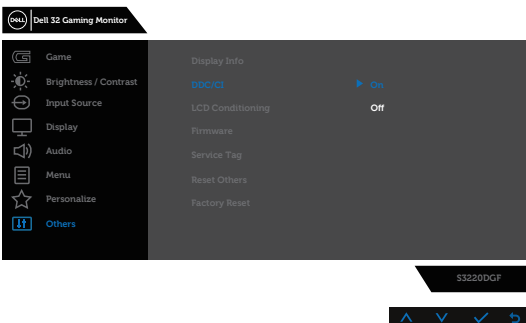 DELL
Dell 32 Gaming Monitor
Game
Brightness / Contrast
Input Source
Display
Audio
Menu
Personalize
Others
Display Info
DDC/CI
On
LCD Conditioning
Off
Firmware
Service Tag
Reset Others
Factory Reset
S3220DGF